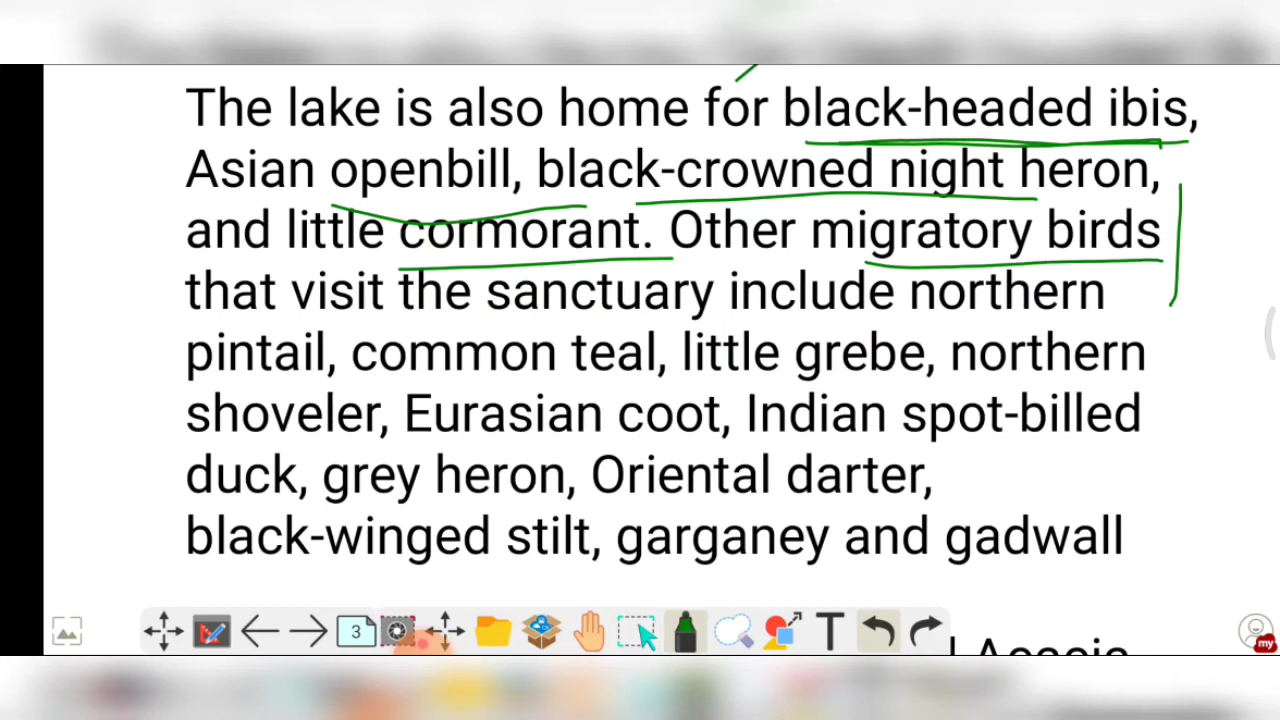 The lake is also home for black-headed ibis,
Asian openbill, black-crowned night heron,
and little cormorant. Other migratory birds
that visit the sanctuary include northern
pintail, common teal, little grebe, northern
shoveler, Eurasian coot, Indian spot-billed
duck, grey heron, Oriental darter,
black-winged stilt, garganey and gadwall
3
T
my